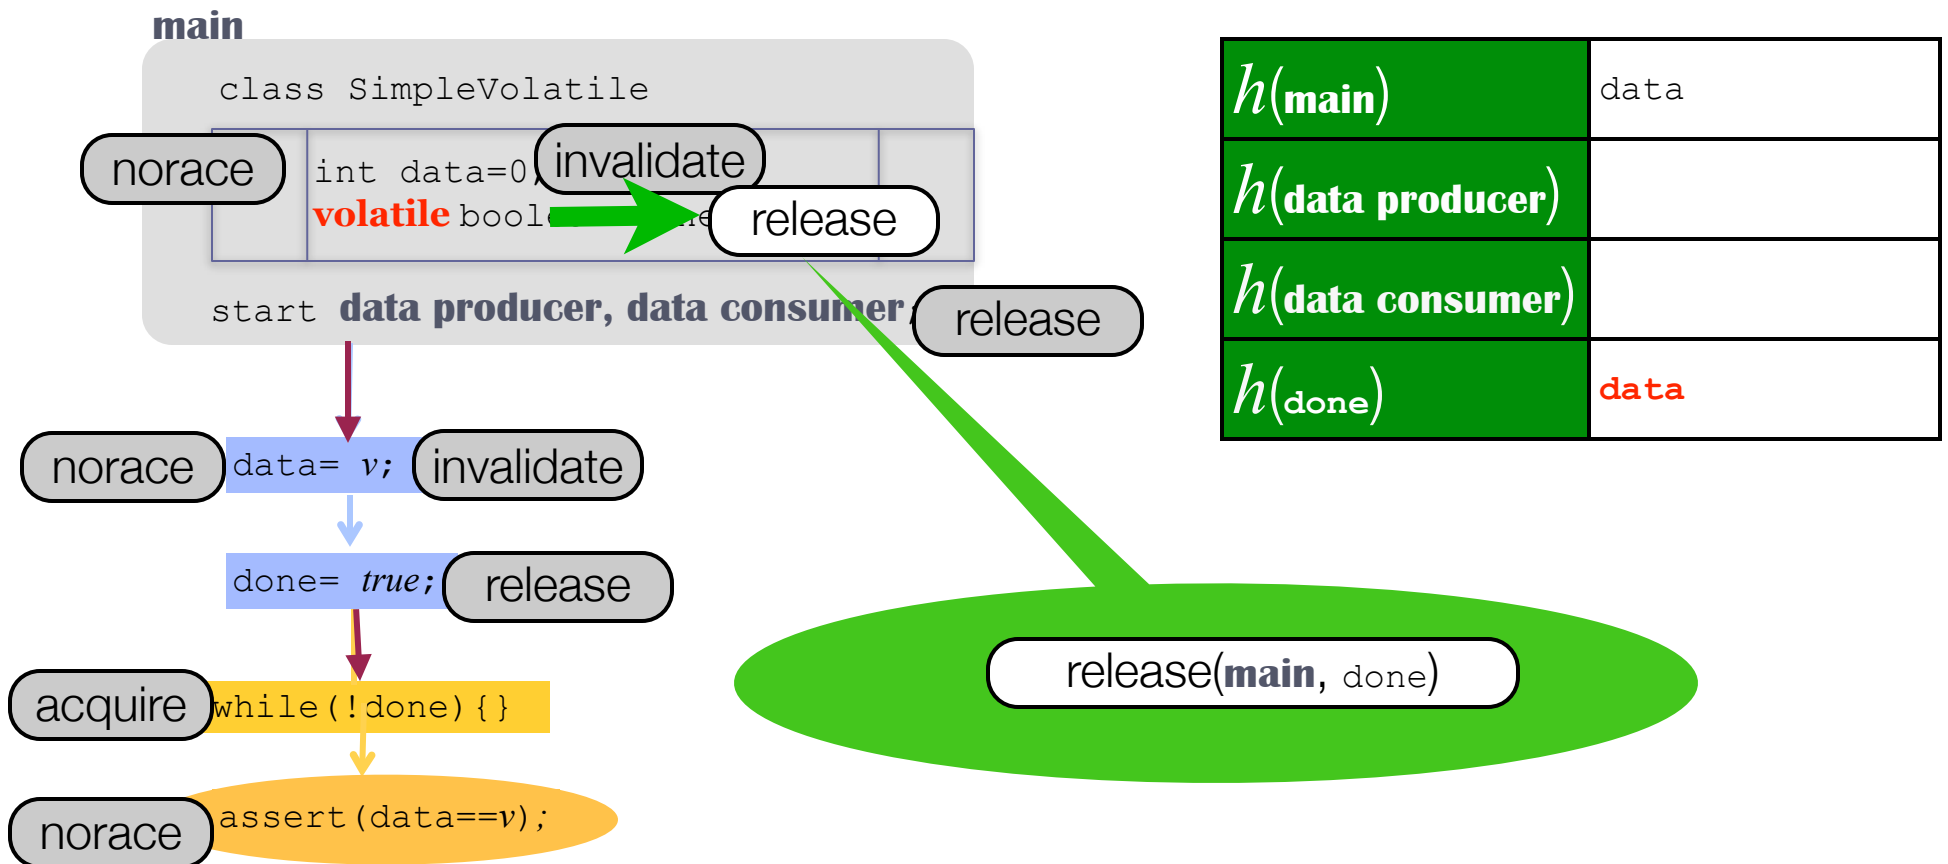 main
class SimpleVolatile
norace
int data=0;
invalidate
volatile boole
ne
release
start data producer, data consumer;
release
norace
data= v;
invalidate
done= true;
release
acquire
while(!done){}
norace
assert(data==v);
h(main)
data
h(data producer)
h(data consumer)
h(done)
data
release(main, done)